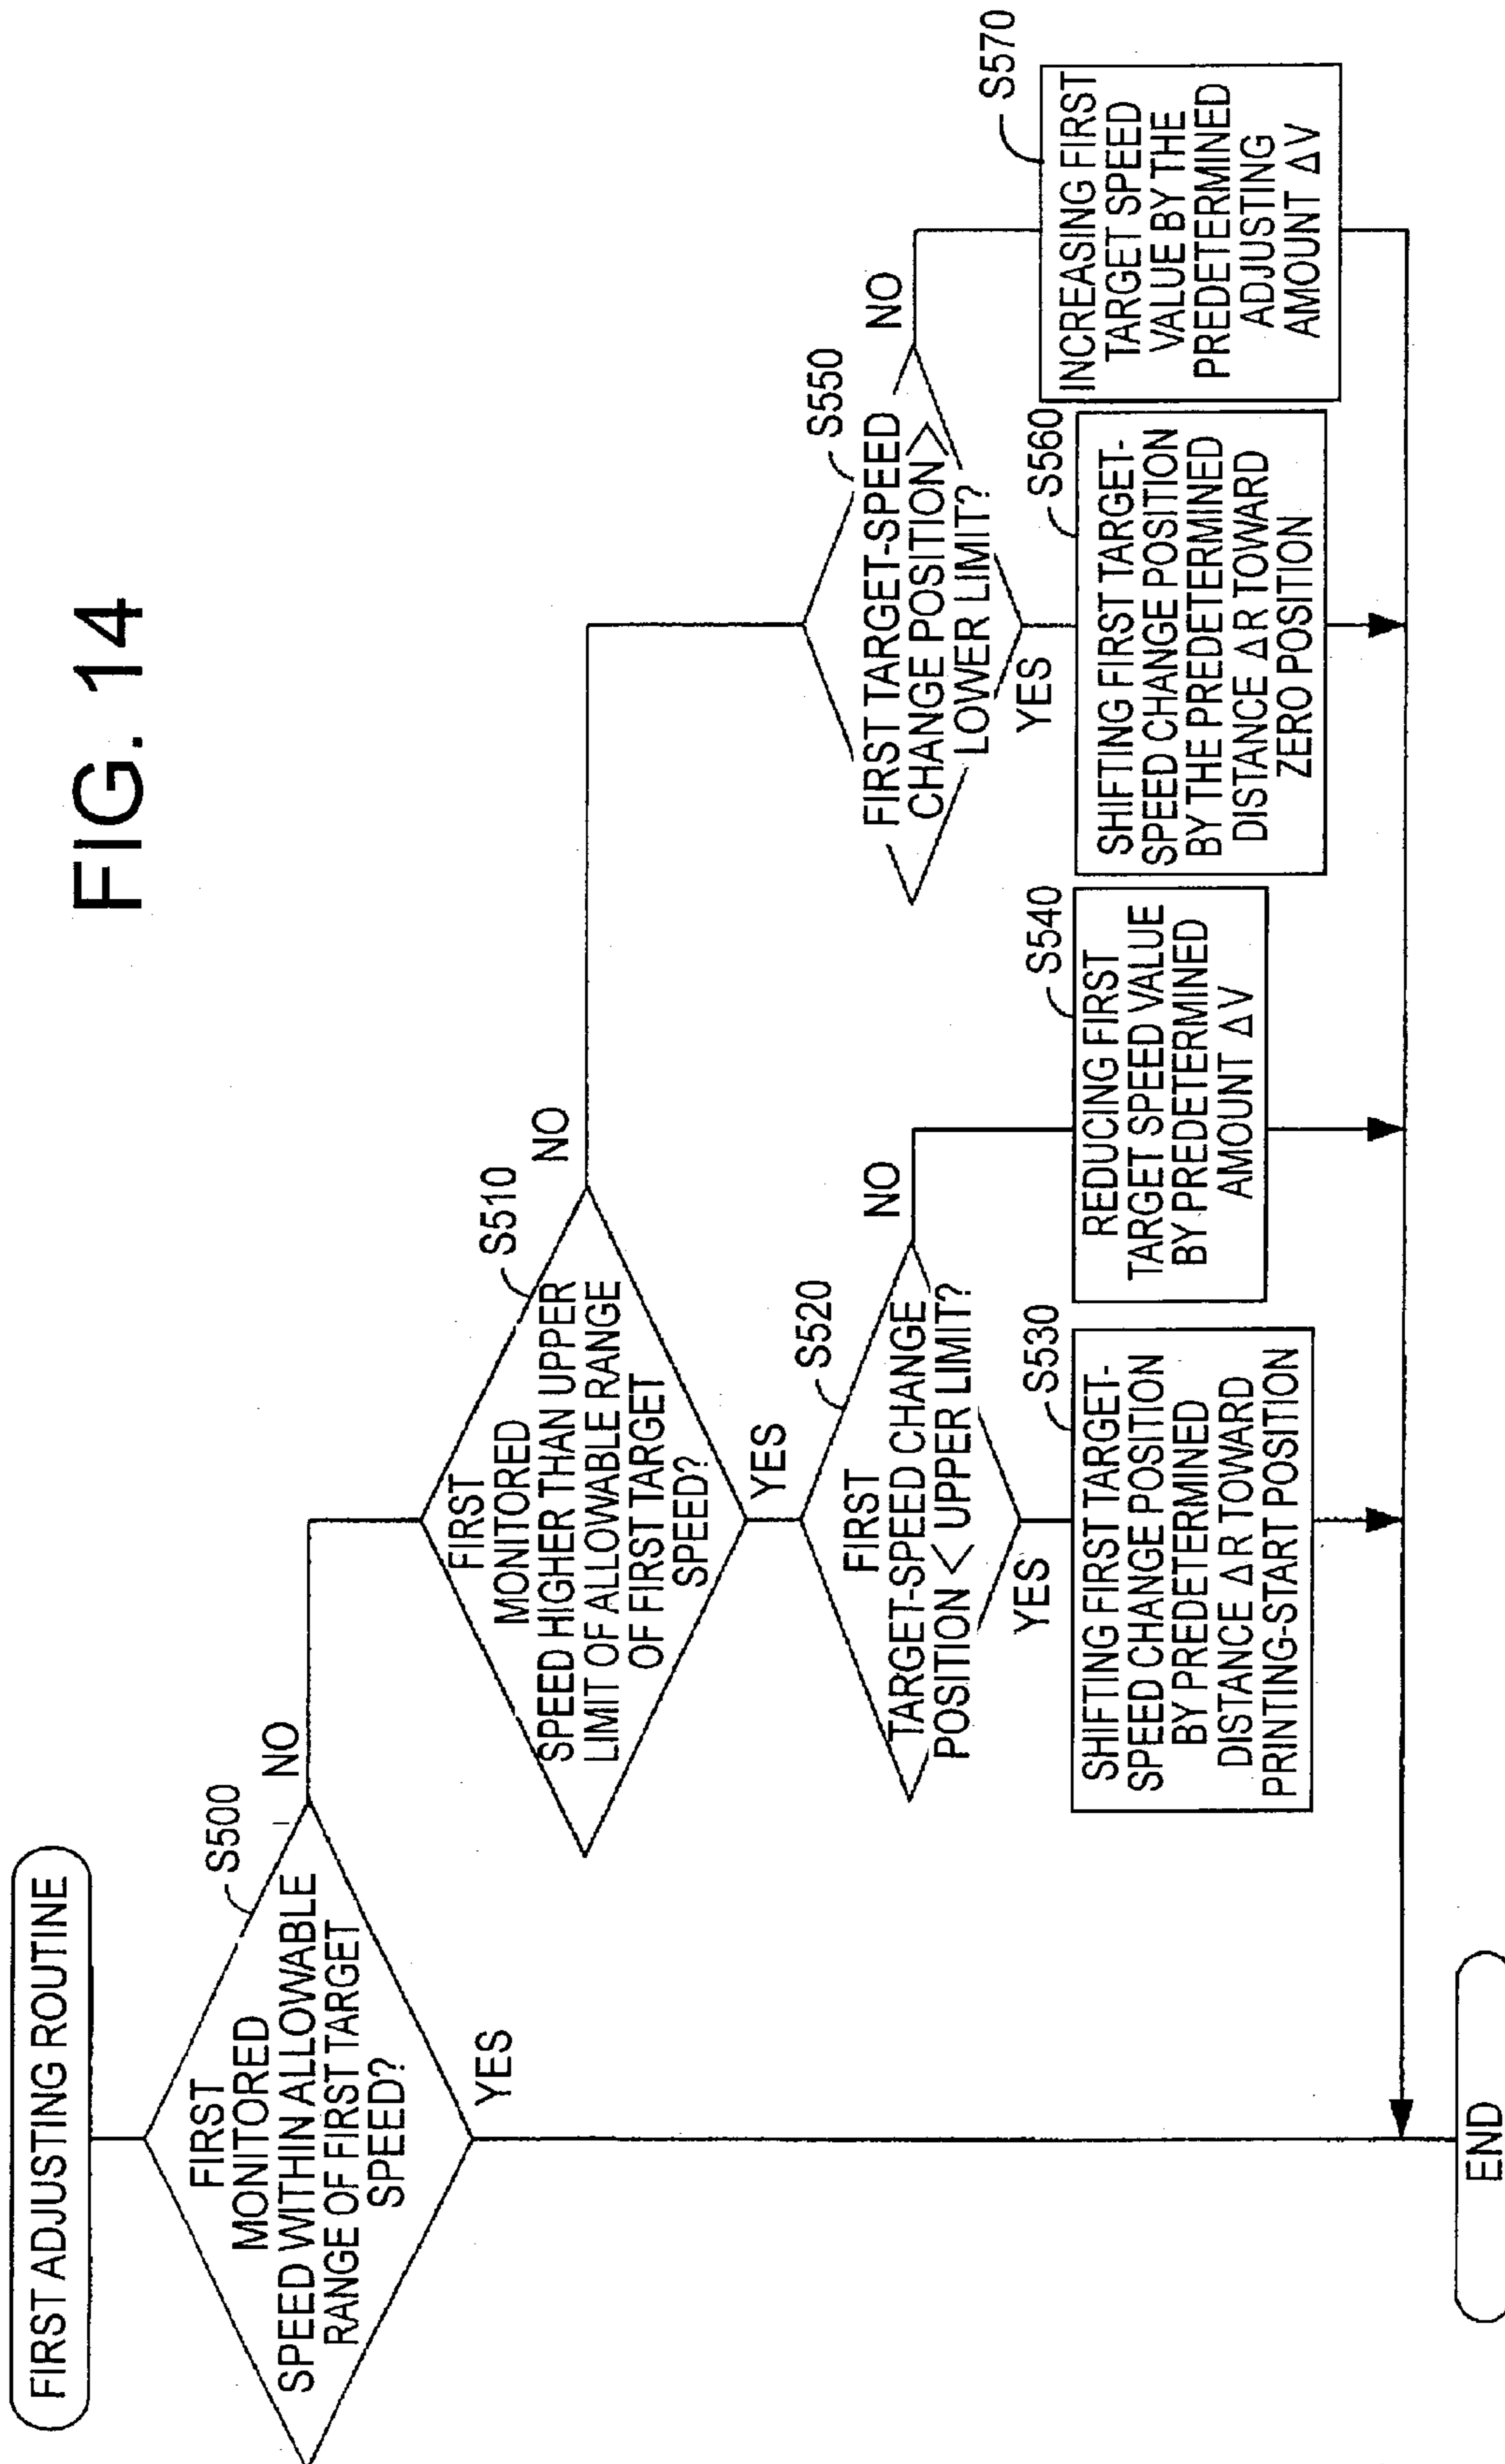 FIG. 14
FIRST ADJUSTING ROUTINE
S500
FIRST
MONITORED
SPEED WITHIN ALLOWABLE
RANGE OF FIRST TARGET
SPEED?
NO
YES
S510
FIRST
MONITORED
SPEED HIGHER THAN UPPER
LIMIT OF ALLOWABLE RANGE
OF FIRST TARGET
SPEED?
NO
YES
S520
FIRST
TARGET-SPEED CHANGE
POSITION < UPPER LIMIT?
NO
YES
S530
SHIFTING FIRST TARGET-
SPEED CHANGE POSITION
BY PREDETERMINED
DISTANCE ΔR TOWARD
PRINTING-START POSITION
S540
REDUCING FIRST
TARGET SPEED VALUE
BY PREDETERMINED
AMOUNT ΔV
S550
FIRST TARGET-SPEED
CHANGE POSITION >
LOWER LIMIT?
NO
YES
S560
SHIFTING FIRST TARGET-
SPEED CHANGE POSITION
BY THE PREDETERMINED
DISTANCE ΔR TOWARD
ZERO POSITION
S570
INCREASING FIRST
TARGET SPEED
VALUE BY THE
PREDETERMINED
ADJUSTING
AMOUNT ΔV
END